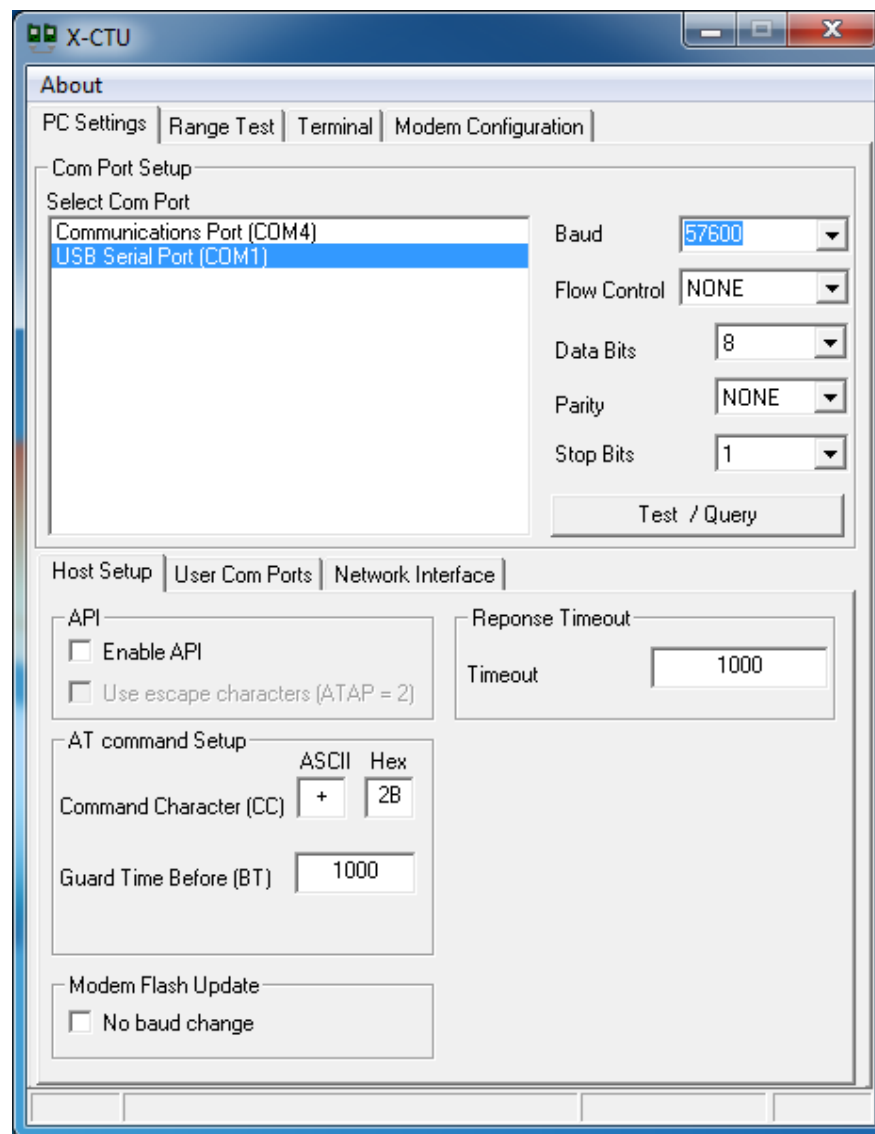 X-CTU
About
PC Settings Range Test Terminal Modem Configuration
Com Port Setup
Select Com Port
Communications Port (COM4)
USB Serial Port (COM1)
Baud 57600
Flow Control NONE
Data Bits 8
Parity NONE
Stop Bits 1
Test / Query
Host Setup User Com Ports Network Interface
API
Enable API
Use escape characters (ATAP = 2)
Reponse Timeout
Timeout 1000
AT command Setup
ASCII Hex
Command Character (CC) + 2B
Guard Time Before (BT) 1000
Modem Flash Update
No baud change